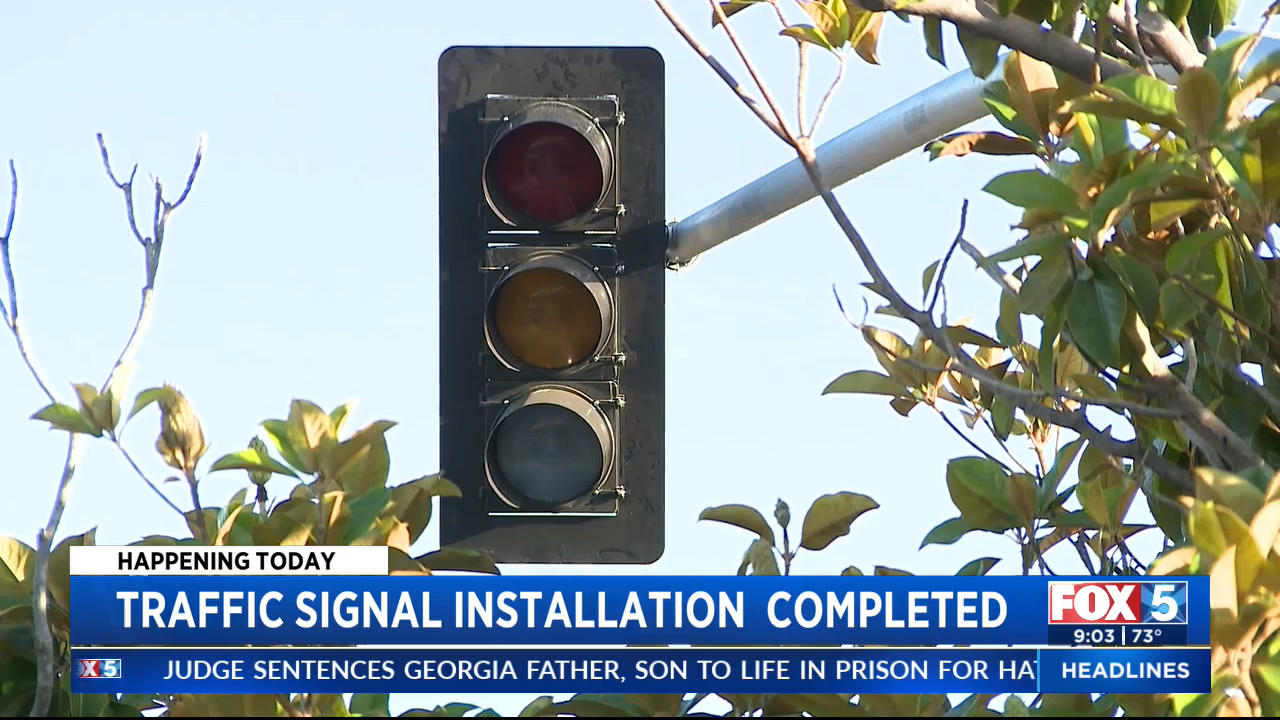 HAPPENING TODAY
TRAFFIC SIGNAL INSTALLATION COMPLETED
FOX 5
9:03 | 73°
X 5
JUDGE SENTENCES GEORGIA FATHER, SON TO LIFE IN PRISON FOR
HEADLINES